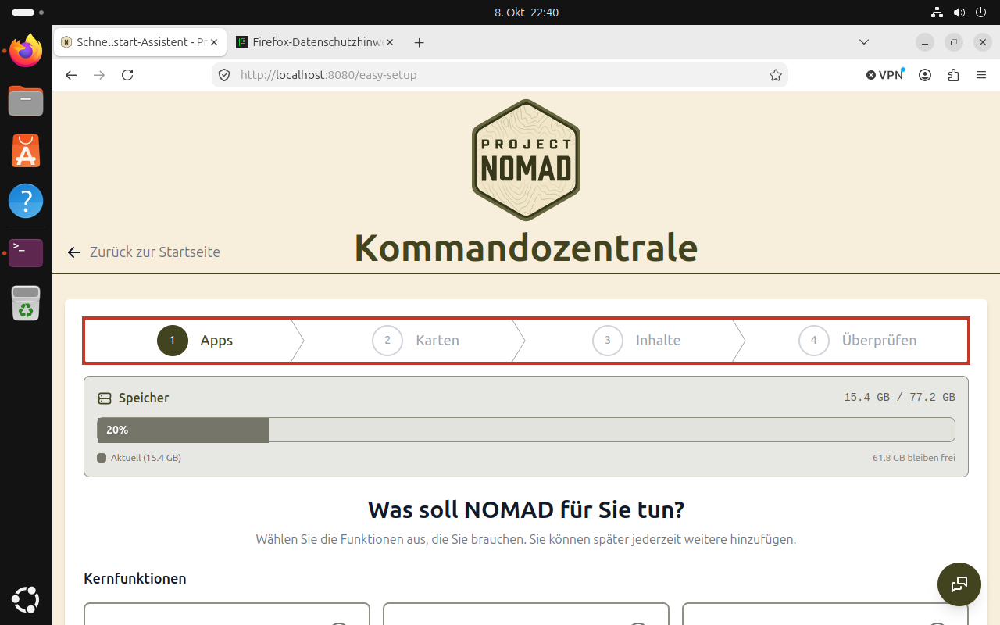 8. Okt 22:40
Schnellstart-Assistent - Pr
Firefox-Datenschutzhinwe
http://localhost:8080/easy-setup
VPN
PROJECT
NOMAD
Zurück zur Startseite
Kommandozentrale
1 Apps
2 Karten
3 Inhalte
4 Überprüfen
Speicher
15.4 GB / 77.2 GB
20%
Aktuell (15.4 GB)
61.8 GB bleiben frei
Was soll NOMAD für Sie tun?
Wählen Sie die Funktionen aus, die Sie brauchen. Sie können später jederzeit weitere hinzufügen.
Kernfunktionen